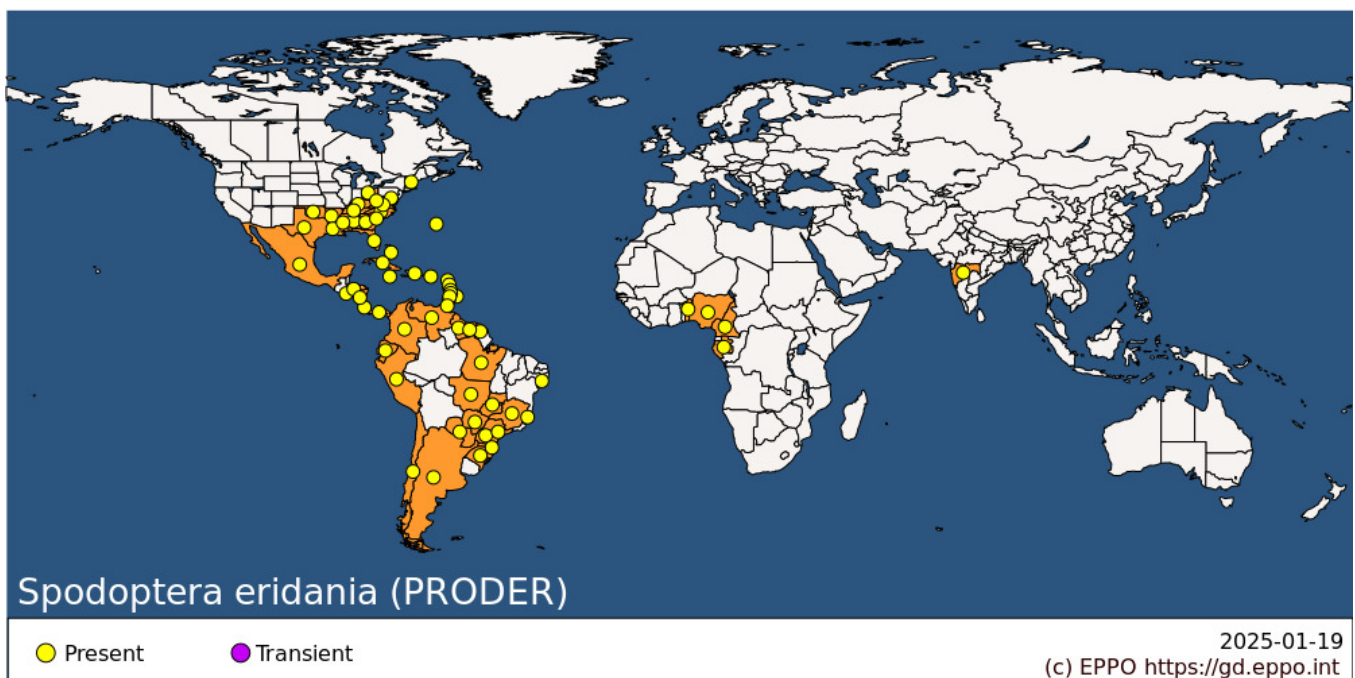 Spodoptera eridania (PRODER)
Present
Transient
2025-01-19
(c) EPPO https://gd.eppo.int